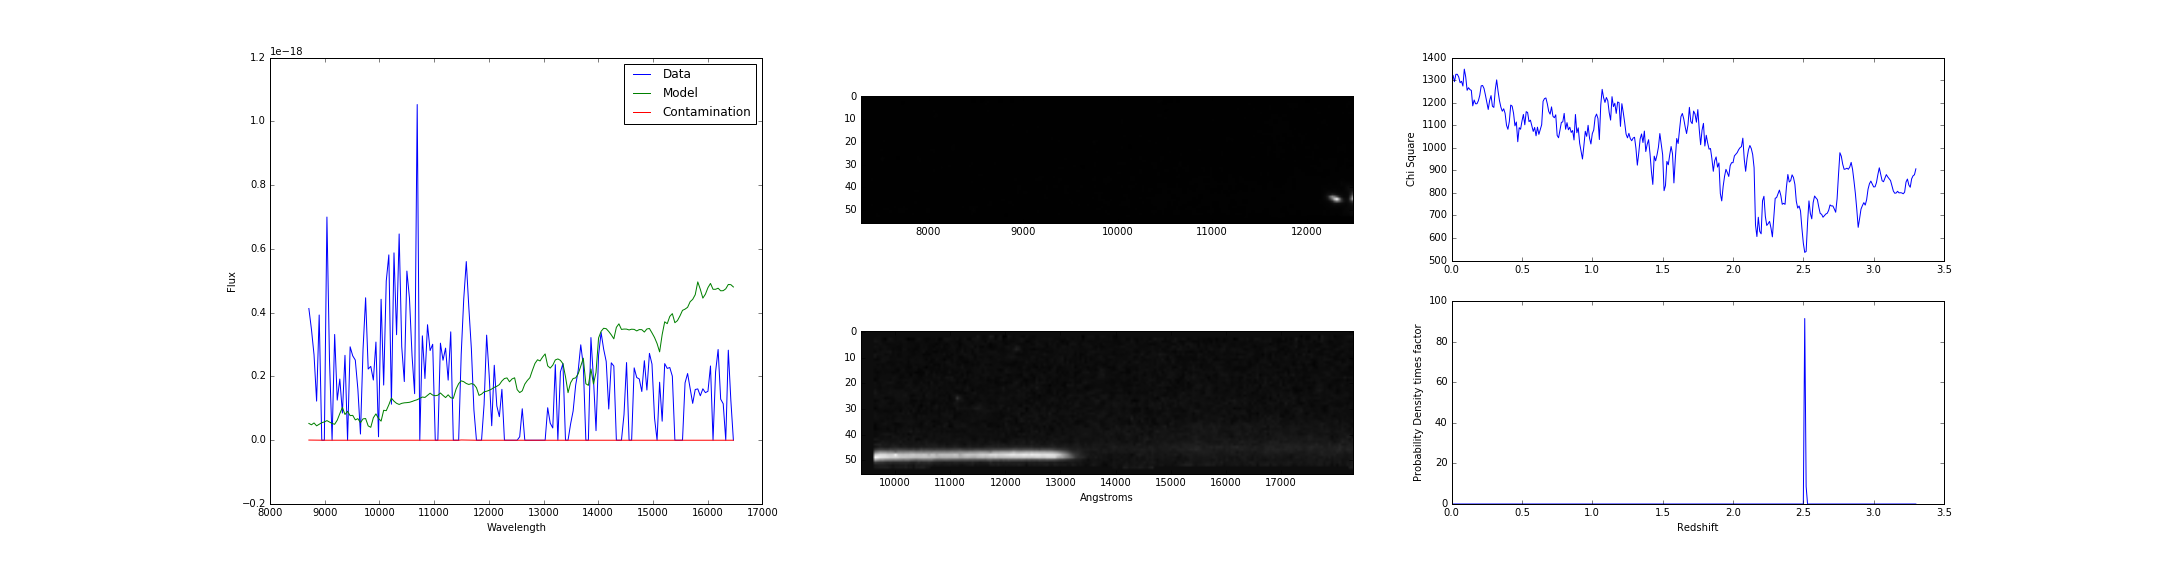 1e−18
1.2
1.0
0.8
0.6
0.4
0.2
0.0
−0.2
Flux
8000 9000 10000 11000 12000 13000 14000 15000 16000 17000
Wavelength
Data
Model
Contamination
0
10
20
30
40
50
8000 9000 10000 11000 12000
0
10
20
30
40
50
10000 11000 12000 13000 14000 15000 16000 17000
Angstroms
1400
1300
1200
1100
1000
900
800
700
600
500
Chi Square
0.0 0.5 1.0 1.5 2.0 2.5 3.0 3.5
100
80
60
40
20
0
Probability Density times factor
0.0 0.5 1.0 1.5 2.0 2.5 3.0 3.5
Redshift